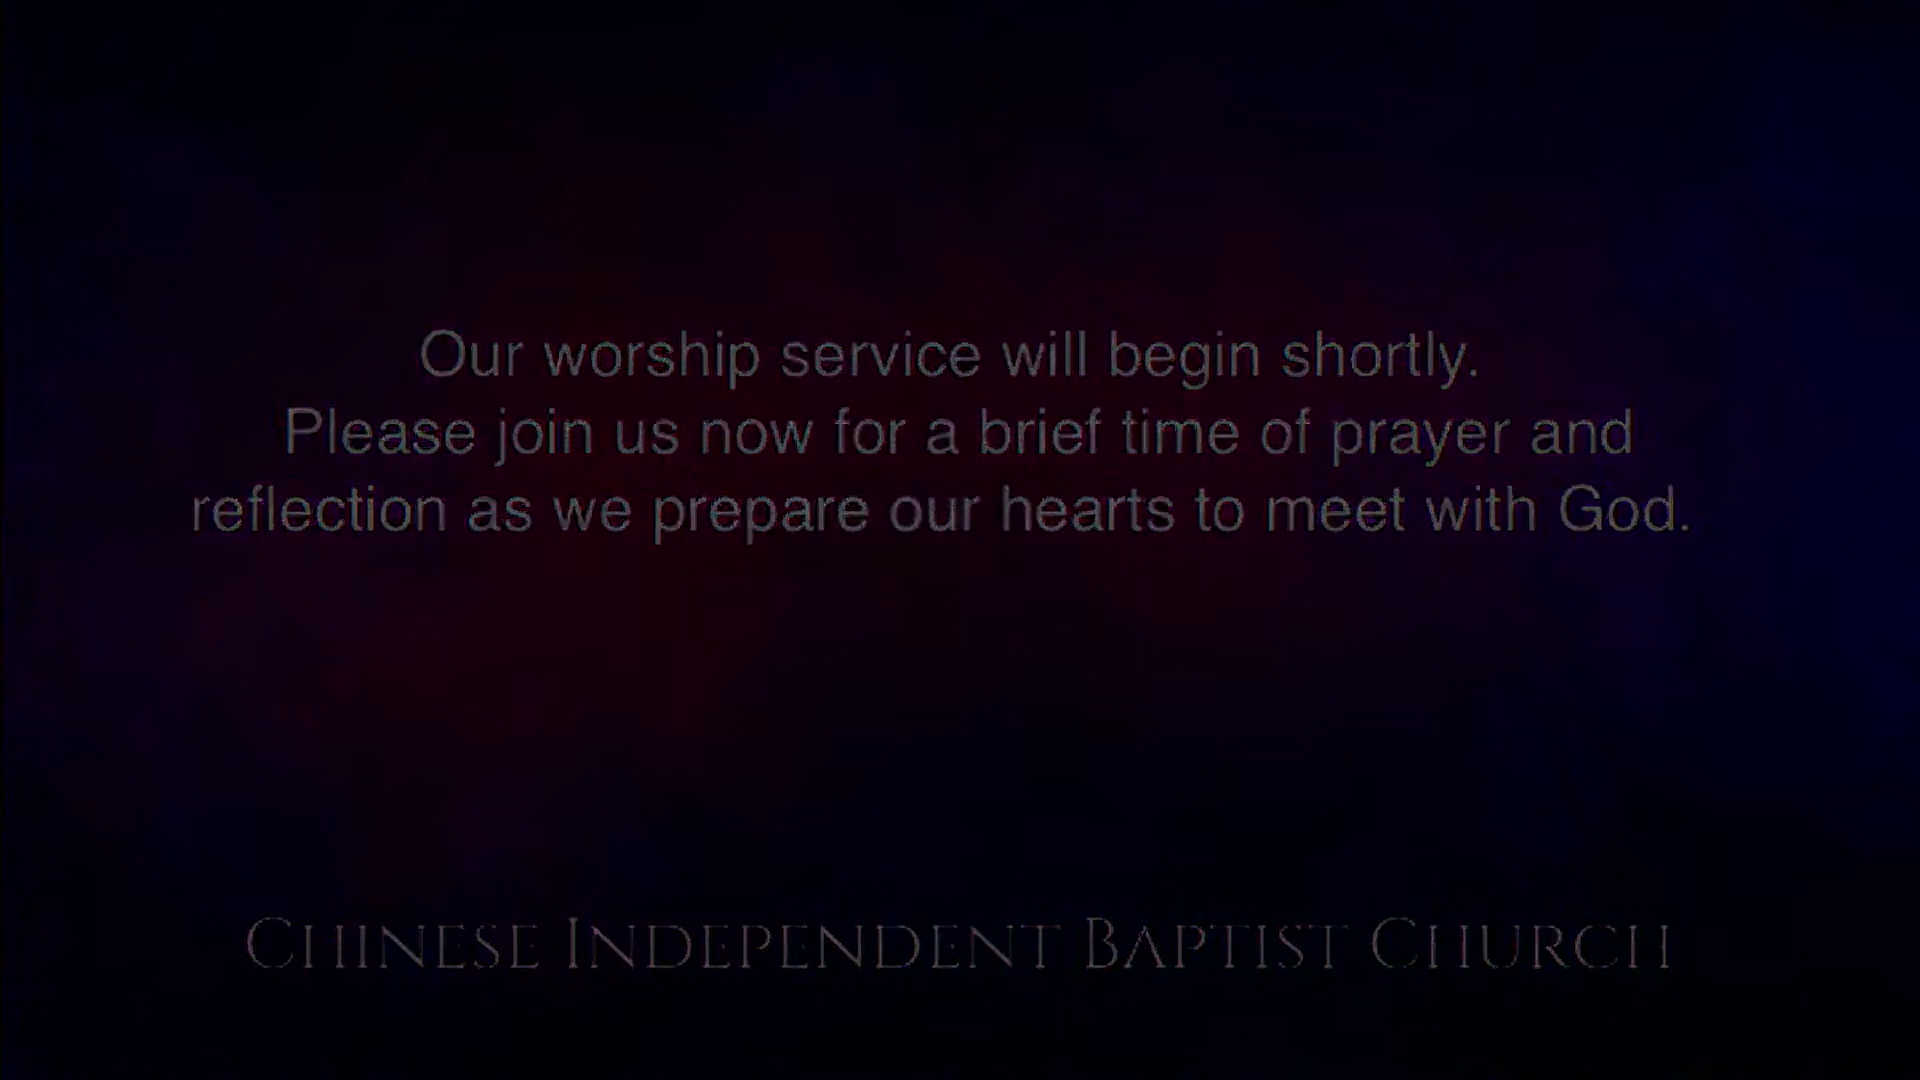 Our worship service will begin shortly.
Please join us now for a brief time of prayer and
reflection as we prepare our hearts to meet with God.
Chinese Independent Baptist Church